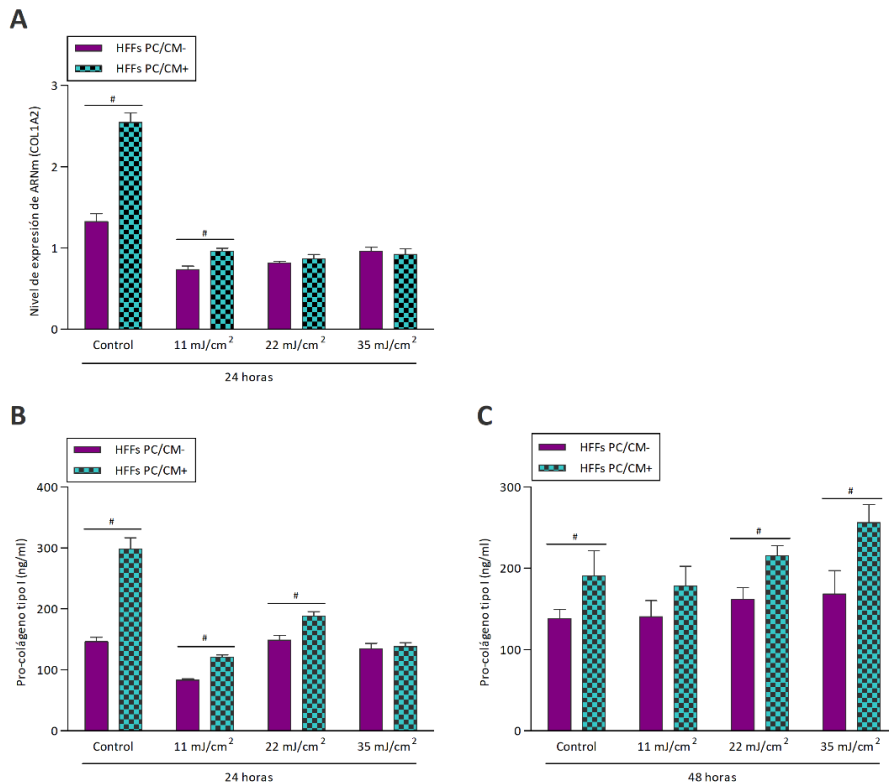 A
HFFs PC/CM-
HFFs PC/CM+
Nivel de expresión de ARNm (COL1A2)
3
2
1
0
#
#
Control
11 mJ/cm²
22 mJ/cm²
35 mJ/cm²
24 horas
B
HFFs PC/CM-
HFFs PC/CM+
Pro-colágeno tipo I (ng/ml)
400
300
200
100
0
#
#
#
Control
11 mJ/cm²
22 mJ/cm²
35 mJ/cm²
24 horas
C
HFFs PC/CM-
HFFs PC/CM+
Pro-colágeno tipo I (ng/ml)
300
200
100
0
#
#
#
Control
11 mJ/cm²
22 mJ/cm²
35 mJ/cm²
48 horas